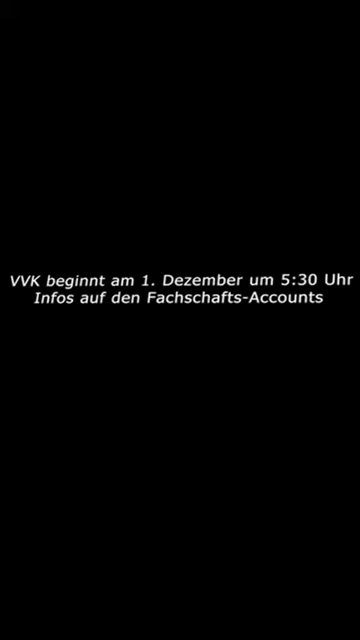 VVK beginnt am 1. Dezember um 5:30 Uhr
Infos auf den Fachschafts-Accounts